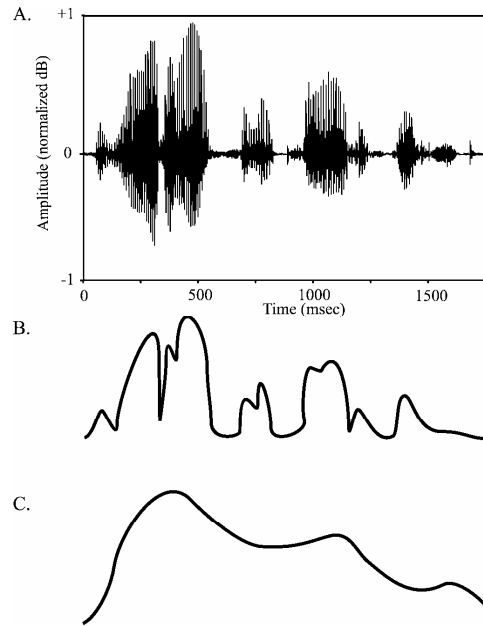 A.
+1
Amplitude (normalized dB)
0
-1
0 500 1000 1500
Time (msec)
B.
C.